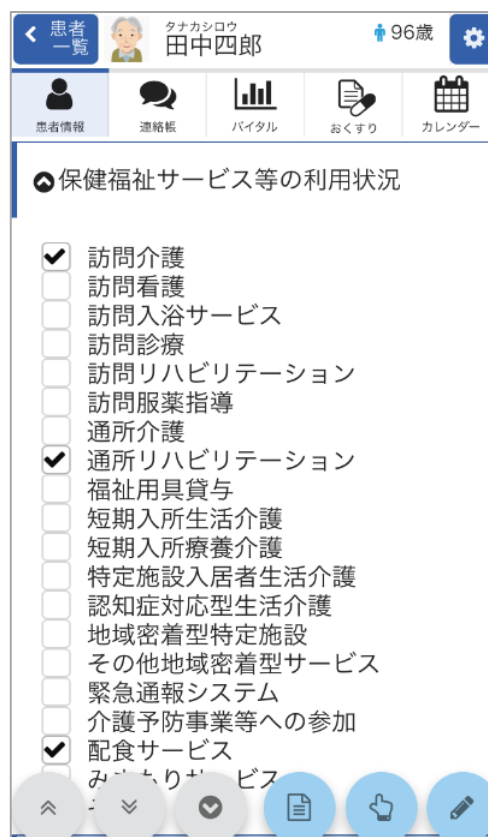 患者
一覧
タナカシロウ
田中四郎
96歳
患者情報
連絡帳
バイタル
おくすり
カレンダー
保健福祉サービス等の利用状況
訪問介護
訪問看護
訪問入浴サービス
訪問診療
訪問リハビリテーション
訪問服薬指導
通所介護
通所リハビリテーション
福祉用具貸与
短期入所生活介護
短期入所療養介護
特定施設入居者生活介護
認知症対応型生活介護
地域密着型特定施設
その他地域密着型サービス
緊急通報システム
介護予防事業等への参加
配食サービス